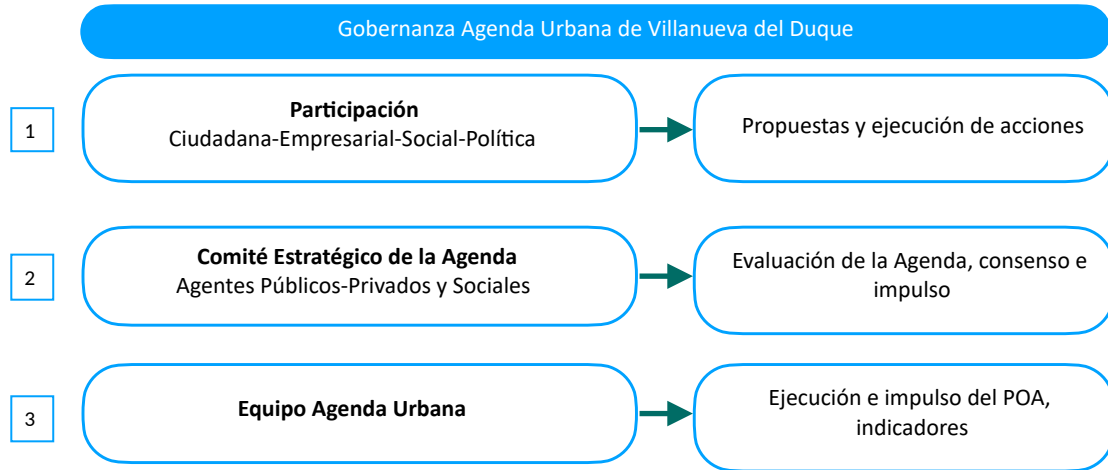 Gobernanza Agenda Urbana de Villanueva del Duque
1
Participación
Ciudadana-Empresarial-Social-Política
Propuestas y ejecución de acciones
2
Comité Estratégico de la Agenda
Agentes Públicos-Privados y Sociales
Evaluación de la Agenda, consenso e
impulso
3
Equipo Agenda Urbana
Ejecución e impulso del POA,
indicadores